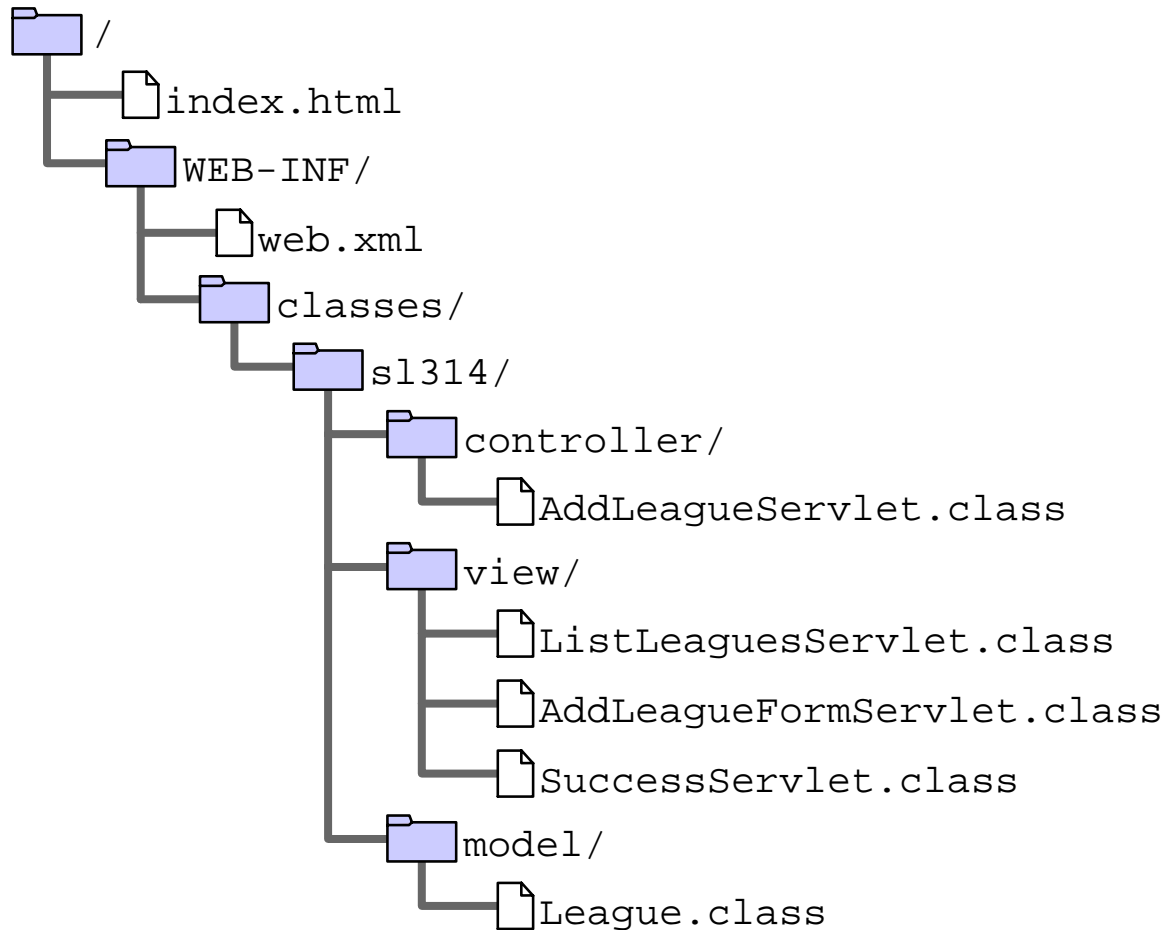 /
index.html
WEB-INF/
web.xml
classes/
sl314/
controller/
AddLeagueServlet.class
view/
ListLeaguesServlet.class
AddLeagueFormServlet.class
SuccessServlet.class
model/
League.class